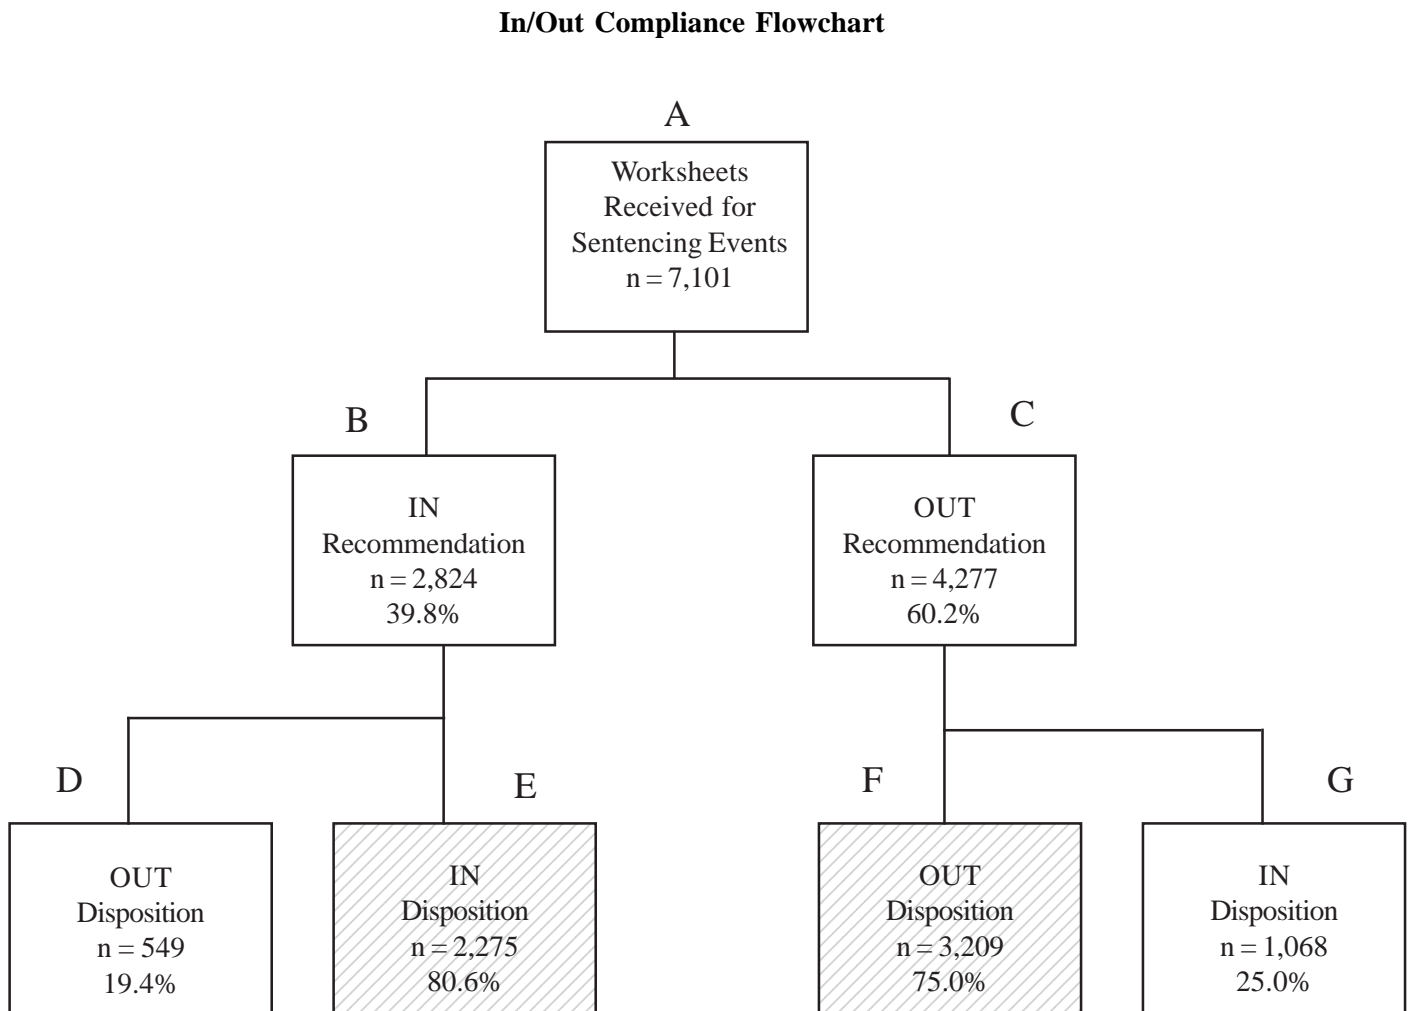 In/Out Compliance Flowchart
A
Worksheets
Received for
Sentencing Events
n = 7,101
B
IN
Recommendation
n = 2,824
39.8%
C
OUT
Recommendation
n = 4,277
60.2%
D
OUT
Disposition
n = 549
19.4%
E
IN
Disposition
n = 2,275
80.6%
F
OUT
Disposition
n = 3,209
75.0%
G
IN
Disposition
n = 1,068
25.0%